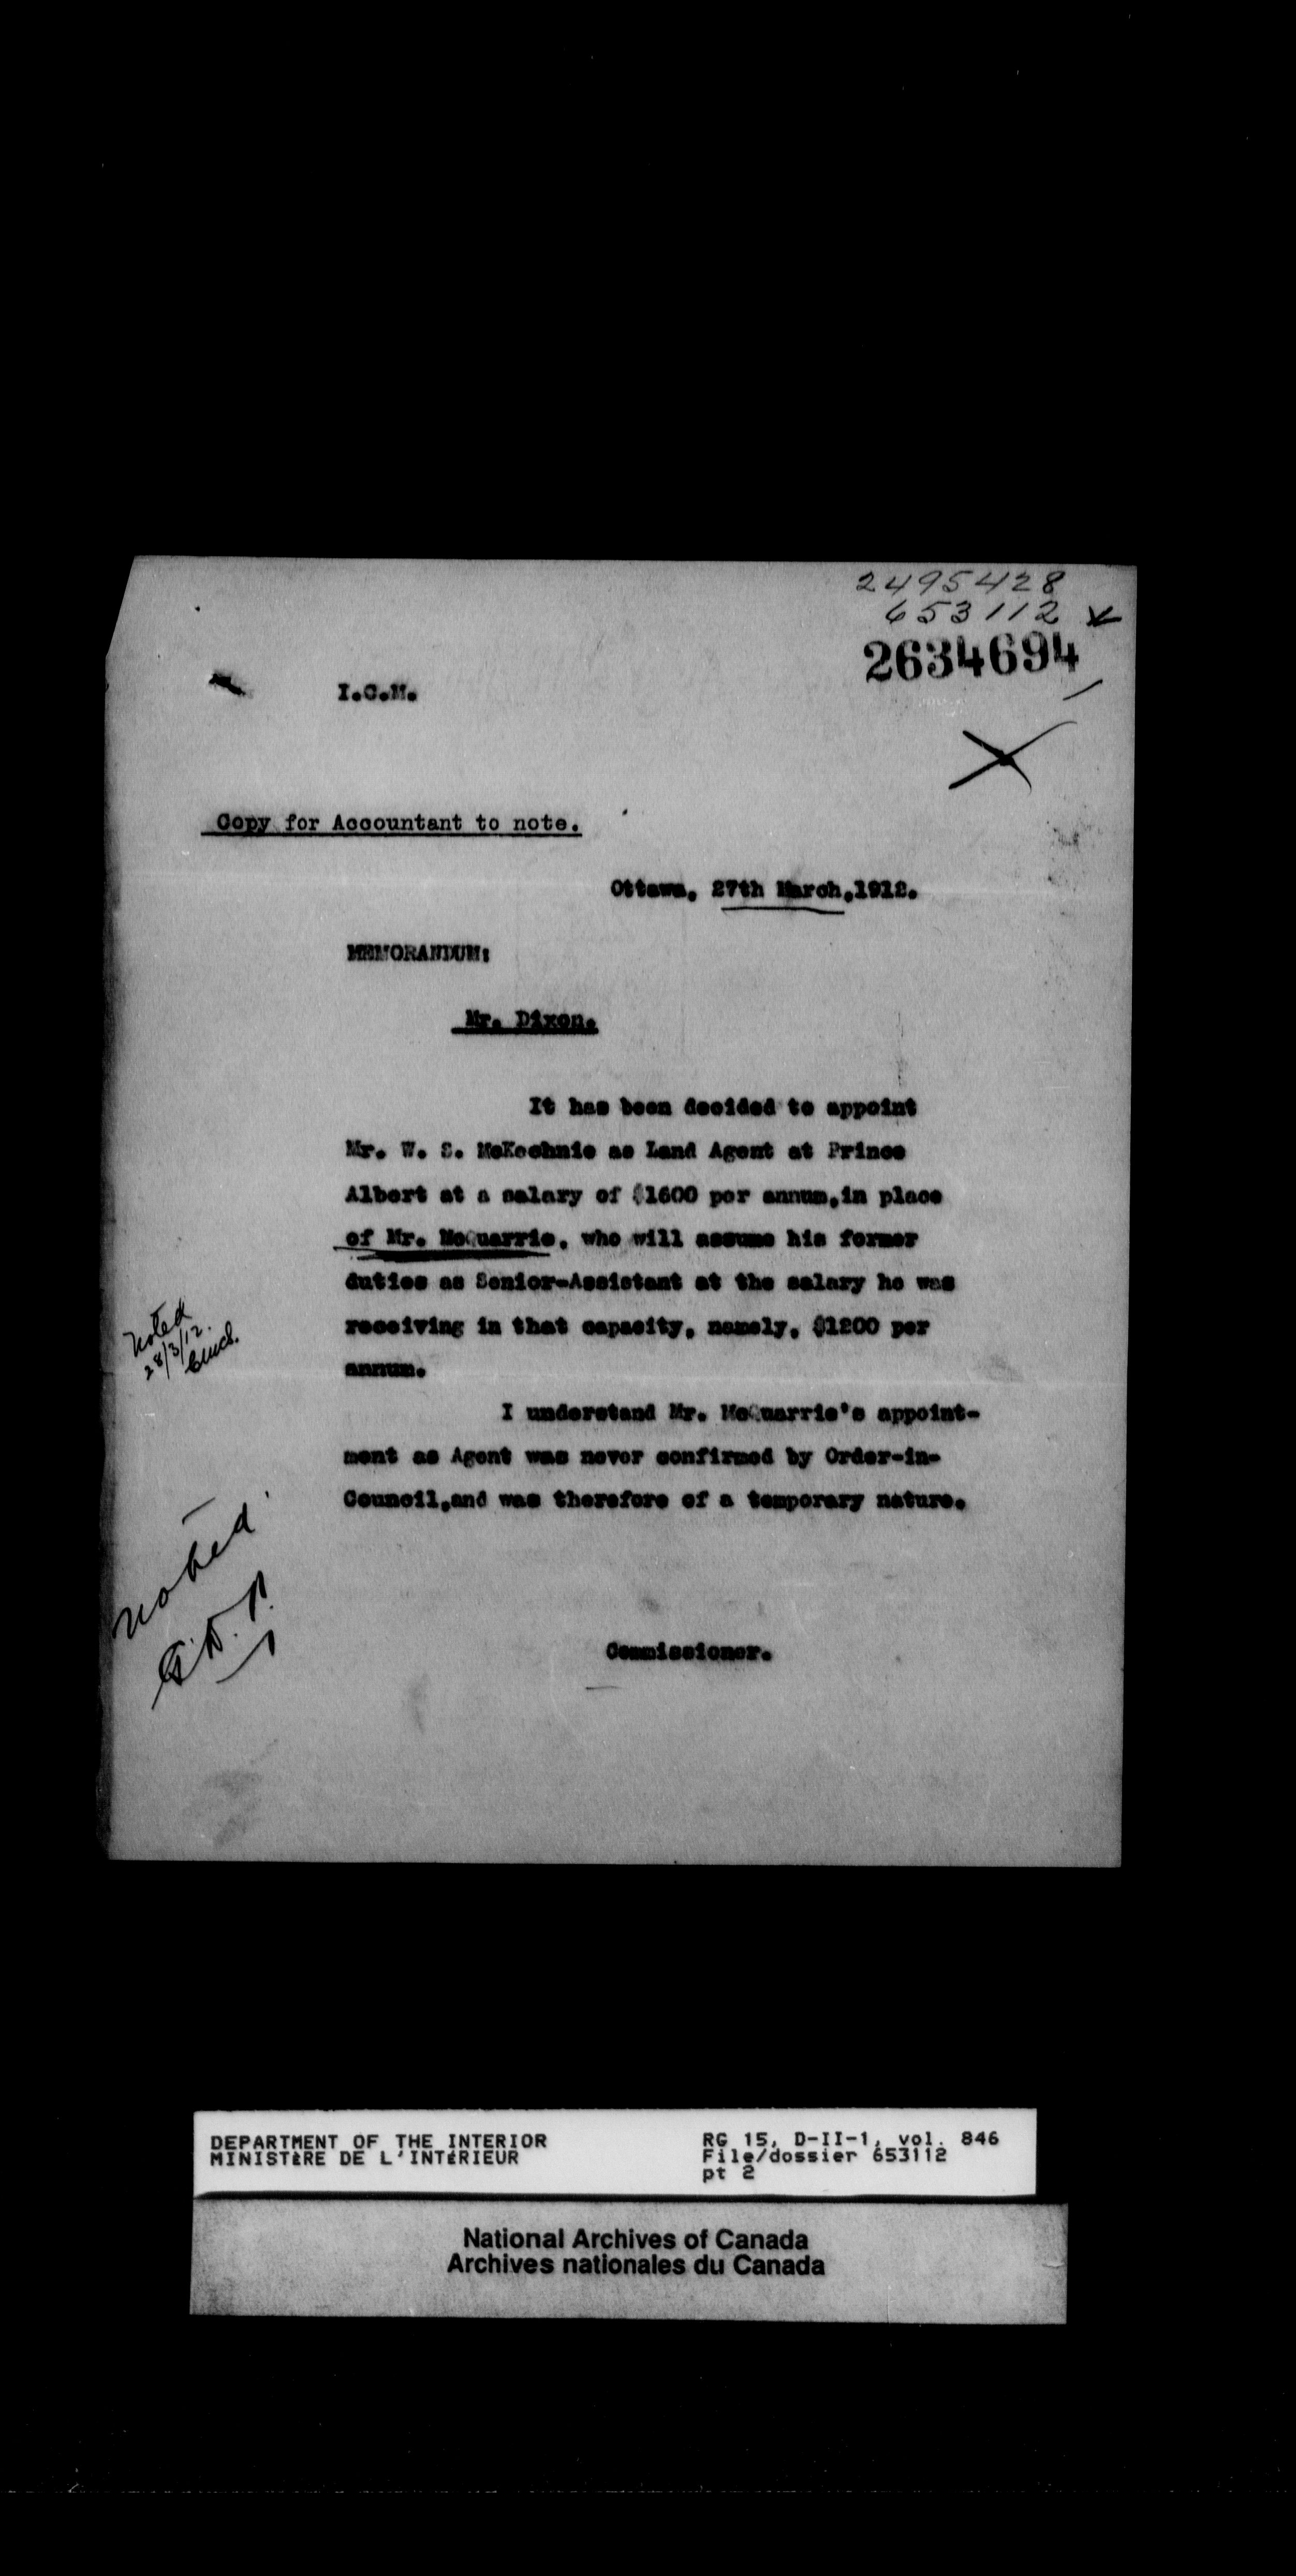 2495428
653112
2634694
I.C.M.
Copy for Accountant to note.
Ottawa, 27th March, 1912.
MEMORANDUM:
Mr. Dixon.
It has been decided to appoint
Mr. W. S. McKechnie as Land Agent at Prince
Albert at a salary of $1600 per annum, in place
of Mr. McQuarrie, who will assume his former
duties as Senior-Assistant at the salary he was
receiving in that capacity, namely, $1200 per
annum.
Noted
28/3/12.
I understand Mr. McQuarrie's appoint-
ment as Agent was never confirmed by Order-in-
Council, and was therefore of a temporary nature.
Noted
Commissioner.
DEPARTMENT OF THE INTERIOR
MINISTÈRE DE L'INTÉRIEUR
RG 15, D-II-1, vol. 846
File/dossier 653112
pt 2
National Archives of Canada
Archives nationales du Canada